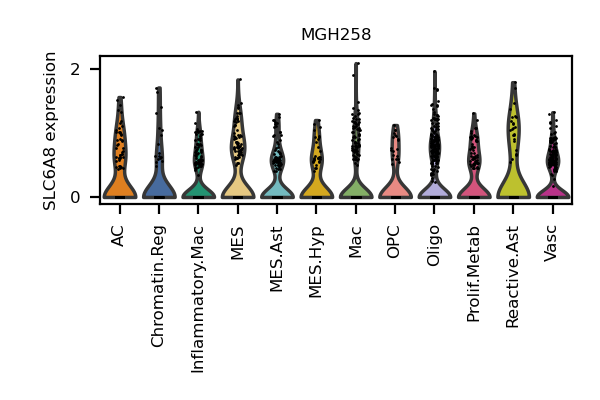 MGH258
SLC6A8 expression
2
0
AC
Chromatin.Reg
Inflammatory.Mac
MES
MES.Ast
MES.Hyp
Mac
OPC
Oligo
Prolif.Metab
Reactive.Ast
Vasc